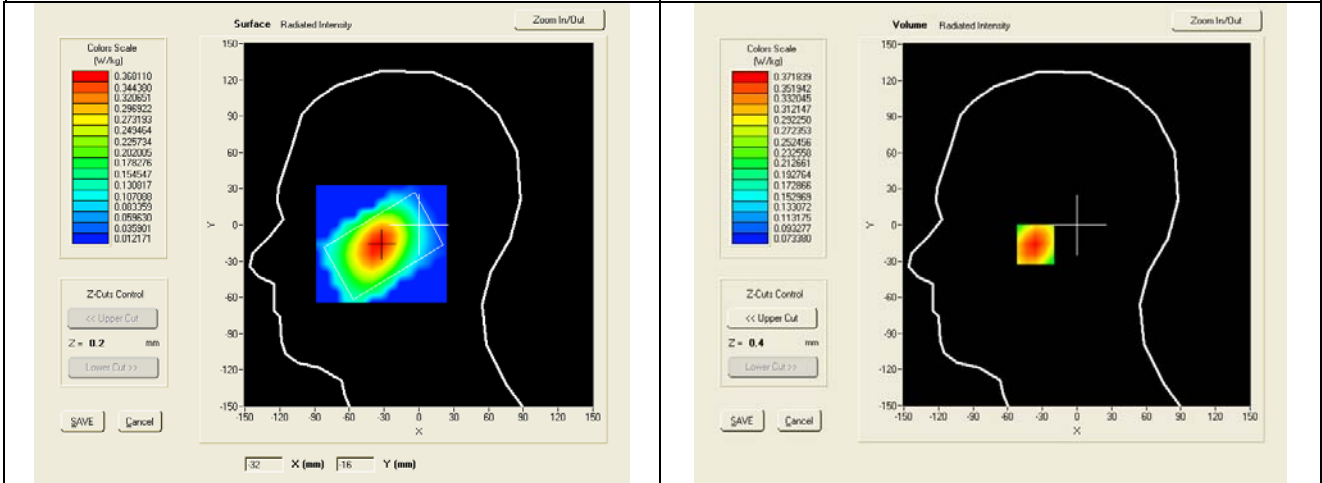 Surface Radiated Intensity
Zoom In/Out
Colors Scale
(W/kg)
0.368110
0.344380
0.320651
0.296922
0.273193
0.249464
0.225734
0.202005
0.178276
0.154547
0.130817
0.107088
0.083359
0.059630
0.035901
0.012171
Z-Cuts Control
<< Upper Cut
Z = 0.2 mm
Lower Cut >>
SAVE
Cancel
150
120
90
60
30
0
-30
-60
-90
-120
-150
Y
-150 -120 -90 -60 -30 0 30 60 90 120 150
X
-32 X (mm) -16 Y (mm)
Volume Radiated Intensity
Zoom In/Out
Colors Scale
(W/kg)
0.371839
0.351942
0.332045
0.312147
0.292250
0.272353
0.252456
0.232558
0.212661
0.192764
0.172866
0.152969
0.133072
0.113175
0.093277
0.073380
Z-Cuts Control
<< Upper Cut
Z = 0.4 mm
Lower Cut >>
SAVE
Cancel
150
120
90
60
30
0
-30
-60
-90
-120
-150
Y
-150 -120 -90 -60 -30 0 30 60 90 120 150
X